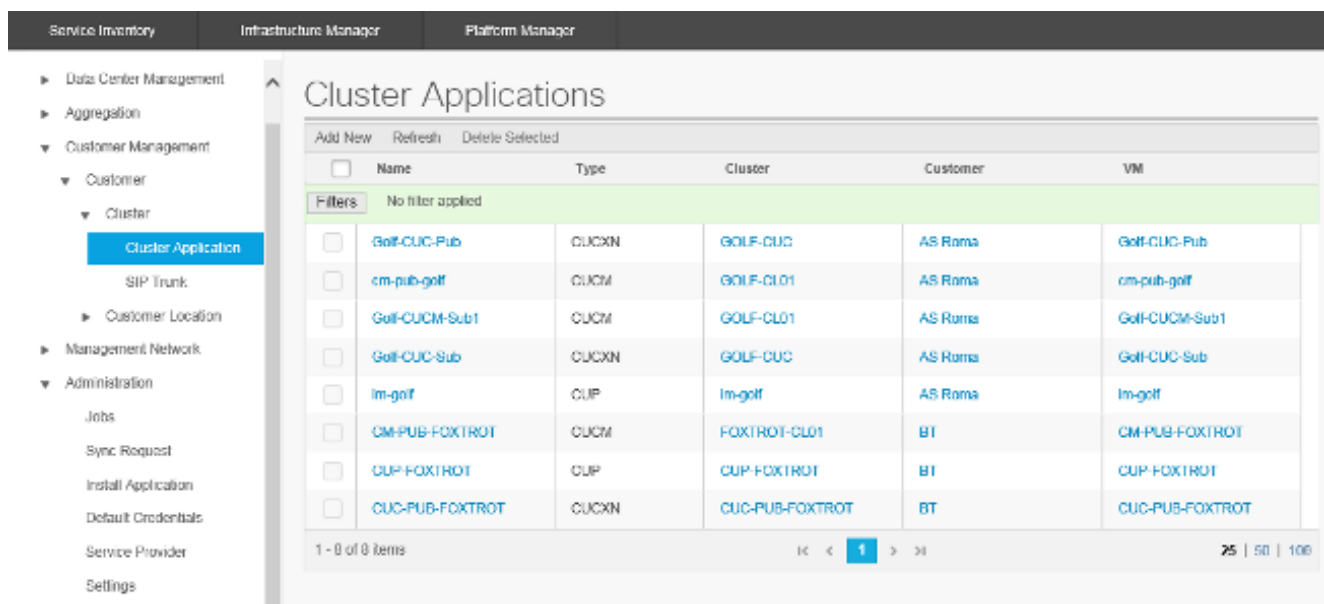 Service Inventory Infrastructure Manager Platform Manager
Data Center Management
Aggregation
Customer Management
Customer
Cluster
Cluster Application
SIP Trunk
Customer Location
Management Network
Administration
Jobs
Sync Request
Install Application
Default Credentials
Service Provider
Settings
Cluster Applications
Add New Refresh Delete Selected
Name Type Cluster Customer VM
Filters No filter applied
Golf-CUC-Pub CUCXN GOLF-CUC AS Roma Golf-CUC-Pub
cm-pub-golf CUCM GOLF-CL01 AS Roma cm-pub-golf
Golf-CUCM-Sub1 CUCM GOLF-CL01 AS Roma Golf-CUCM-Sub1
Golf-CUC-Sub CUCXN GOLF-CUC AS Roma Golf-CUC-Sub
im-golf CUP im-golf AS Roma im-golf
CM-PUB-FOXTROT CUCM FOXTROT-CL01 BT CM-PUB-FOXTROT
CUP-FOXTROT CUP CUP-FOXTROT BT CUP-FOXTROT
CUC-PUB-FOXTROT CUCXN CUC-PUB-FOXTROT BT CUC-PUB-FOXTROT
1 - 8 of 8 items 1 25 | 50 | 100